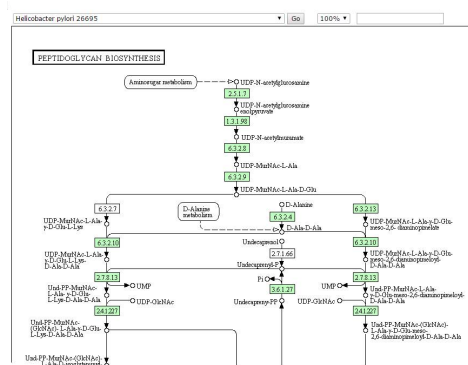 Helicobacter pylori 26695
Go
100%
PEPTIDOGLYCAN BIOSYNTHESIS
Aminosugar metabolism
UDP-N-acetylglucosamine
2.5.1.7
UDP-N-acetylglucosamine
enolpyruvate
1.3.1.98
UDP-N-acetylmuramate
6.3.2.8
UDP-MurNAc-L-Ala
6.3.2.9
UDP-MurNAc-L-Ala-D-Glu
6.3.2.7
D-Alanine
metabolism
D-Alanine
6.3.2.4
6.3.2.13
UDP-MurNAc-L-Ala-
γ-D-Glu-L-Lys
D-Ala-D-Ala
UDP-MurNAc-L-Ala-γ-D-Glu-
meso-2,6-diaminopimelate
6.3.2.10
Undecaprenol
6.3.2.10
UDP-MurNAc-L-Ala-
γ-D-Glu-L-Lys-
D-Ala-D-Ala
2.7.1.66
UDP-MurNAc-L-Ala-γ-D-Glu-
meso-2,6-diaminopimeloyl-
D-Ala-D-Ala
Undecaprenyl-P
2.7.8.13
Pi
2.7.8.13
UMP
3.6.1.27
UMP
Und-PP-MurNAc-
L-Ala-γ-D-Glu-
L-Lys-D-Ala-D-Ala
UDP-GlcNAc
Undecaprenyl-PP
UDP-GlcNAc
Und-PP-MurNAc-L-Ala-
γ-D-Glu-meso-2,6-diaminopimeloyl-
D-Ala-D-Ala
2.4.1.227
2.4.1.227
Und-PP-MurNAc-
(GlcNAc)-L-Ala-γ-D-Glu-
L-Lys-D-Ala-D-Ala
Und-PP-MurNAc-(GlcNAc)-
L-Ala-γ-D-Glu-meso-
2,6-diaminopimeloyl-D-Ala-D-Ala
Und-PP-MurNAc-(GlcNAc)-